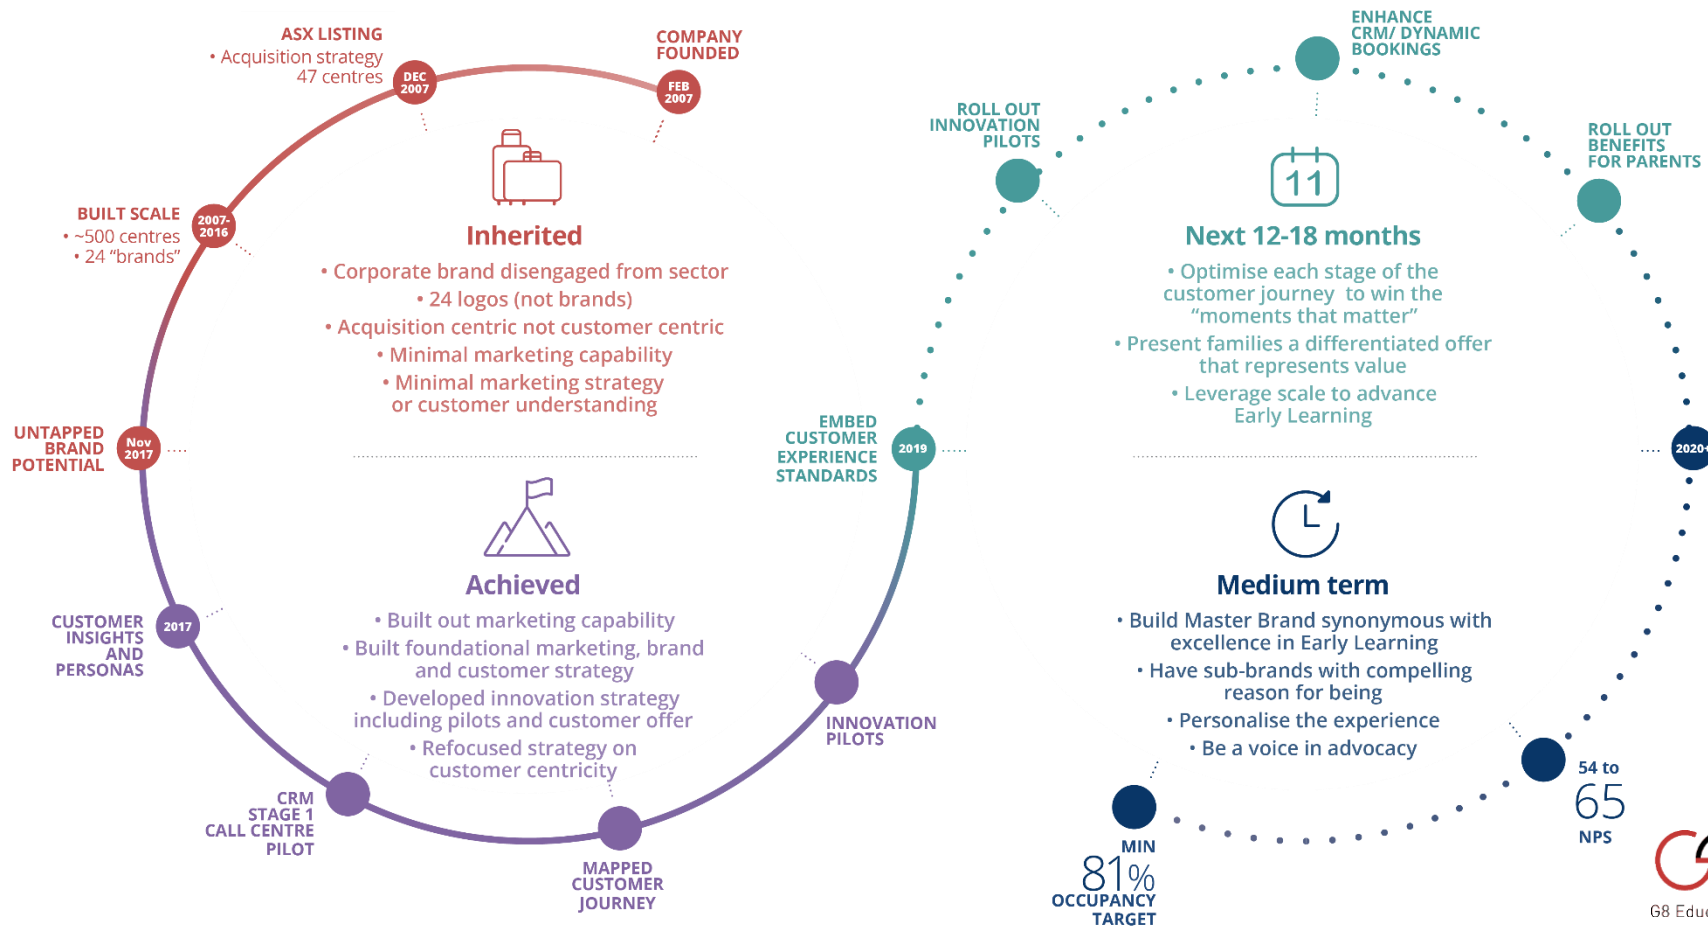 ASX LISTING
• Acquisition strategy
47 centres
DEC
2007
COMPANY
FOUNDED
FEB
2007
BUILT SCALE
• ~500 centres
• 24 “brands”
2007-
2016
Inherited
• Corporate brand disengaged from sector
• 24 logos (not brands)
• Acquisition centric not customer centric
• Minimal marketing capability
• Minimal marketing strategy
or customer understanding
UNTAPPED
BRAND
POTENTIAL
Nov
2017
CUSTOMER
INSIGHTS
AND
PERSONAS
2017
Achieved
• Built out marketing capability
• Built foundational marketing, brand
and customer strategy
• Developed innovation strategy
including pilots and customer offer
• Refocused strategy on
customer centricity
CRM
STAGE 1
CALL CENTRE
PILOT
MAPPED
CUSTOMER
JOURNEY
INNOVATION
PILOTS
EMBED
CUSTOMER
EXPERIENCE
STANDARDS
2019
ROLL OUT
INNOVATION
PILOTS
ENHANCE
CRM/ DYNAMIC
BOOKINGS
ROLL OUT
BENEFITS
FOR PARENTS
11
Next 12-18 months
• Optimise each stage of the
customer journey to win the
“moments that matter”
• Present families a differentiated offer
that represents value
• Leverage scale to advance
Early Learning
2020+
Medium term
• Build Master Brand synonymous with
excellence in Early Learning
• Have sub-brands with compelling
reason for being
• Personalise the experience
• Be a voice in advocacy
54 to
65
NPS
MIN
81%
OCCUPANCY
TARGET
G8